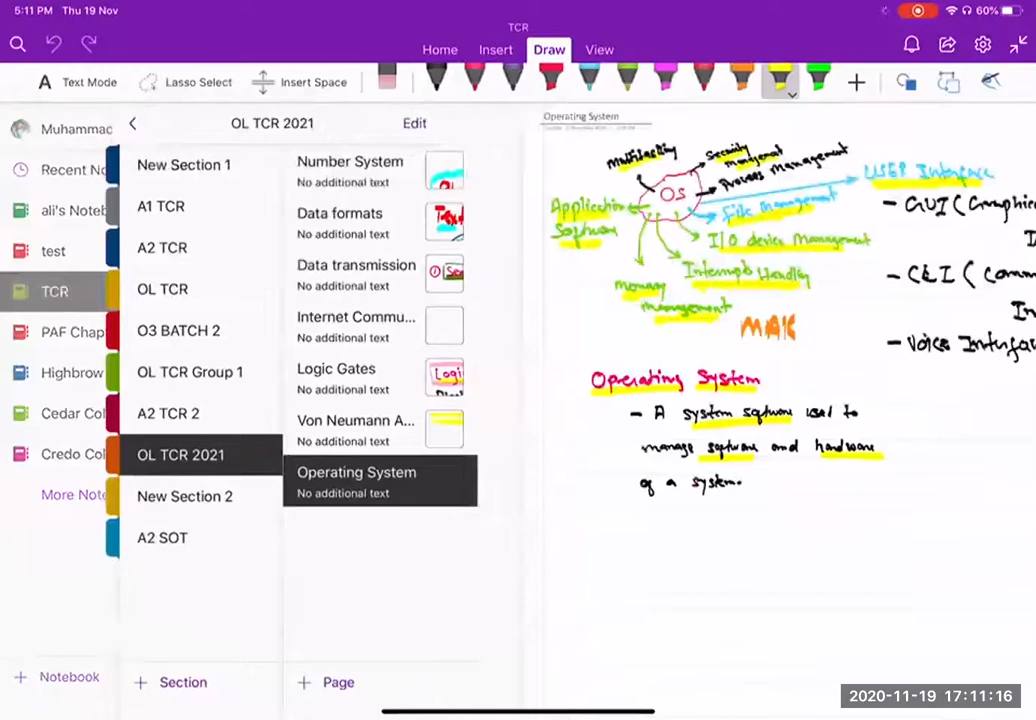 5:11 PM Thu 19 Nov
60%
TCR
Home Insert Draw View
A Text Mode Lasso Select Insert Space
Muhammac
Recent No
ali's Noteb
test
TCR
PAF Chap
Highbrow
Cedar Col
Credo Col
More Note
+ Notebook
OL TCR 2021 Edit
New Section 1
A1 TCR
A2 TCR
OL TCR
O3 BATCH 2
OL TCR Group 1
A2 TCR 2
OL TCR 2021
New Section 2
A2 SOT
+ Section
Number System
No additional text
Data formats
No additional text
Data transmission
No additional text
Internet Commu...
No additional text
Logic Gates
No additional text
Von Neumann A...
No additional text
Operating System
No additional text
+ Page
Operating System
Multitasking
Security
Management
Process Management
OS
USER Interface
Application
Software
File Management
- GUI (Graphica
I/O device Management
Interrupts Handling
- CLI (Comm
In
Memory
management
MAC
- Voice Interfac
Operating System
- A system software used to
manage software and hardware
of a system.
2020-11-19 17:11:16